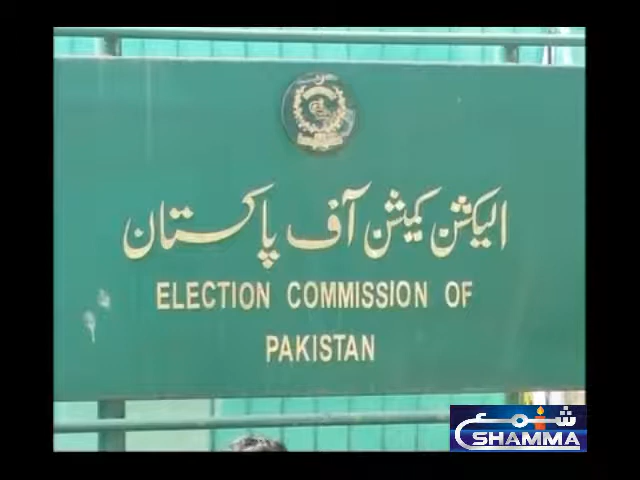 الیکشن کمیشن آف پاکستان
ELECTION COMMISSION OF
PAKISTAN
شمع
SHAMMA